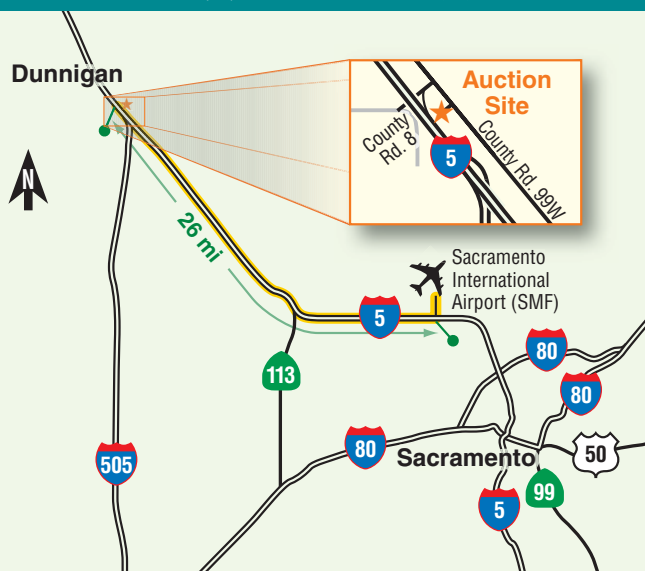 Dunnigan
Auction
Site
County
Rd. 8
5
County Rd. 99W
N
26 mi
Sacramento
International
Airport (SMF)
5
80
113
80
80
Sacramento
50
505
99
5